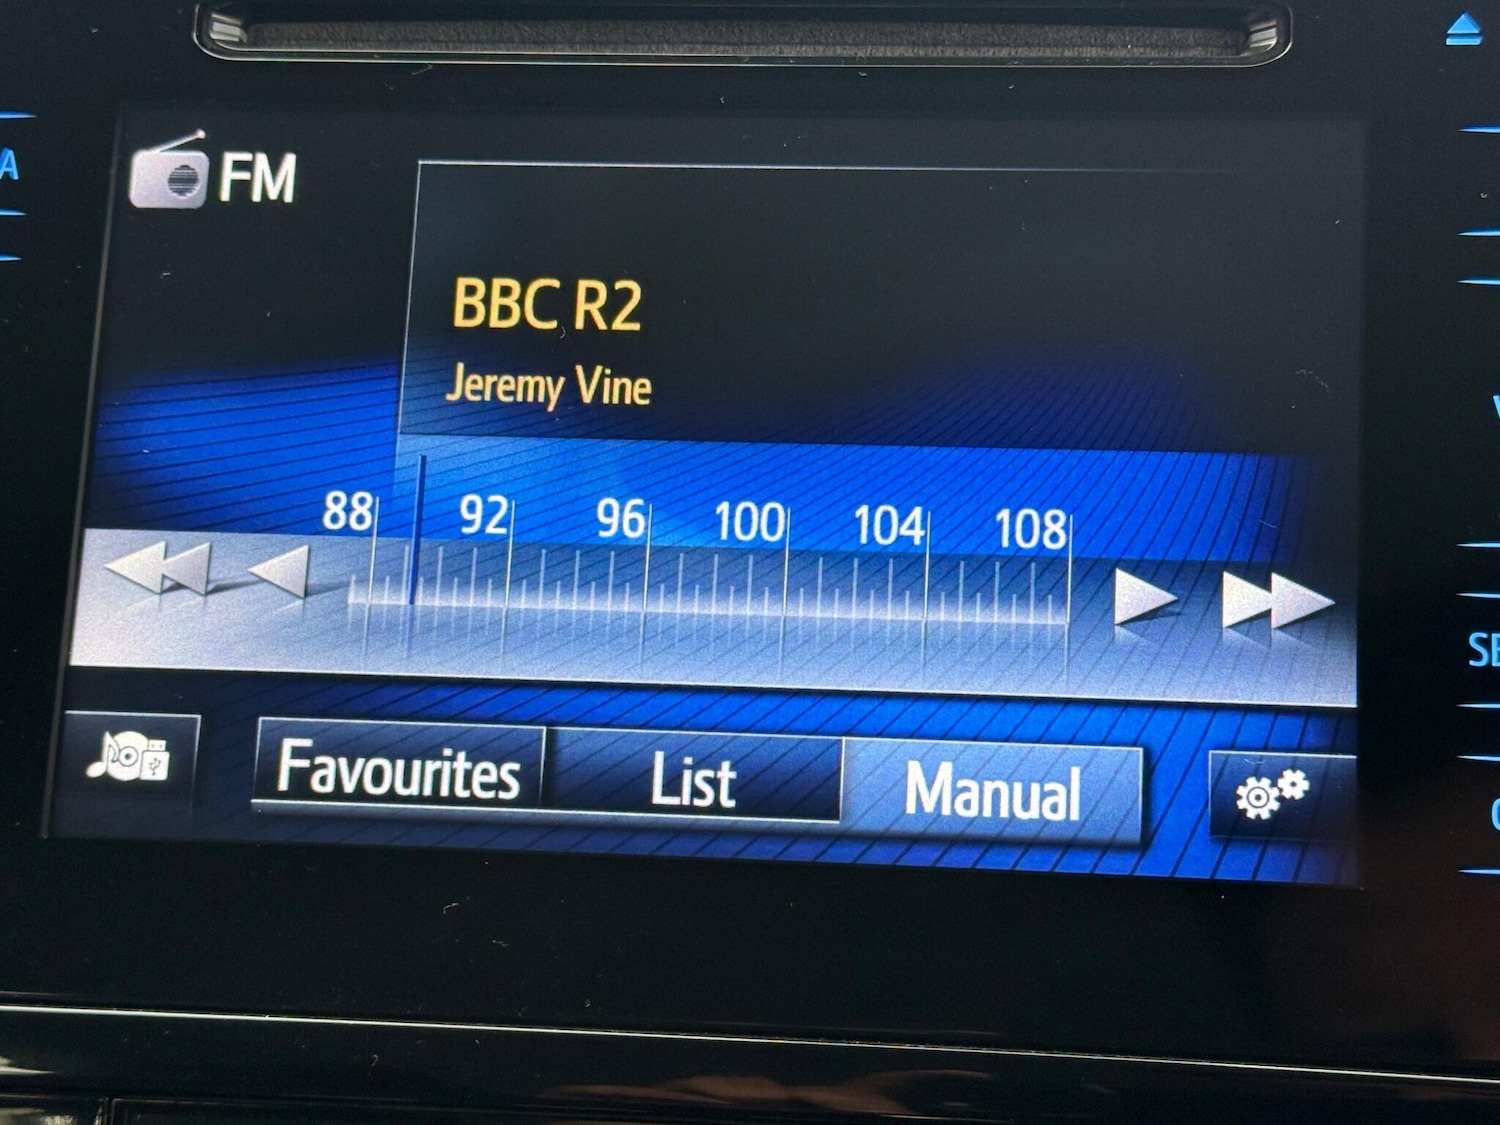 FM
BBC R2
Jeremy Vine
88 92 96 100 104 108
Favourites List Manual